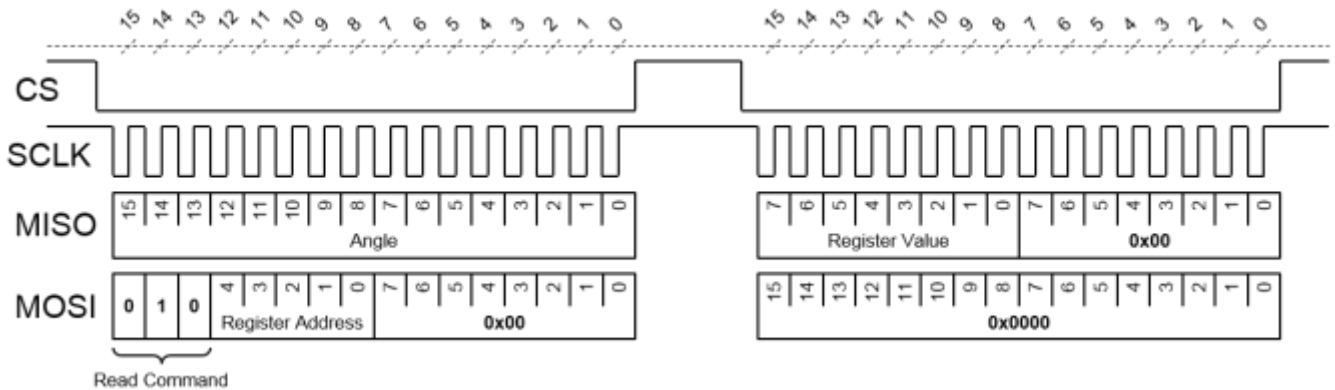 15 14 13 12 11 10 9 8 7 6 5 4 3 2 1 0 15 14 13 12 11 10 9 8 7 6 5 4 3 2 1 0
CS
SCLK
MISO 15 14 13 12 11 10 9 8 7 6 5 4 3 2 1 0 7 6 5 4 3 2 1 0 7 6 5 4 3 2 1 0
Angle Register Value 0x00
MOSI 0 1 0 4 3 2 1 0 7 6 5 4 3 2 1 0 15 14 13 12 11 10 9 8 7 6 5 4 3 2 1 0
Register Address 0x00 0x0000
Read Command